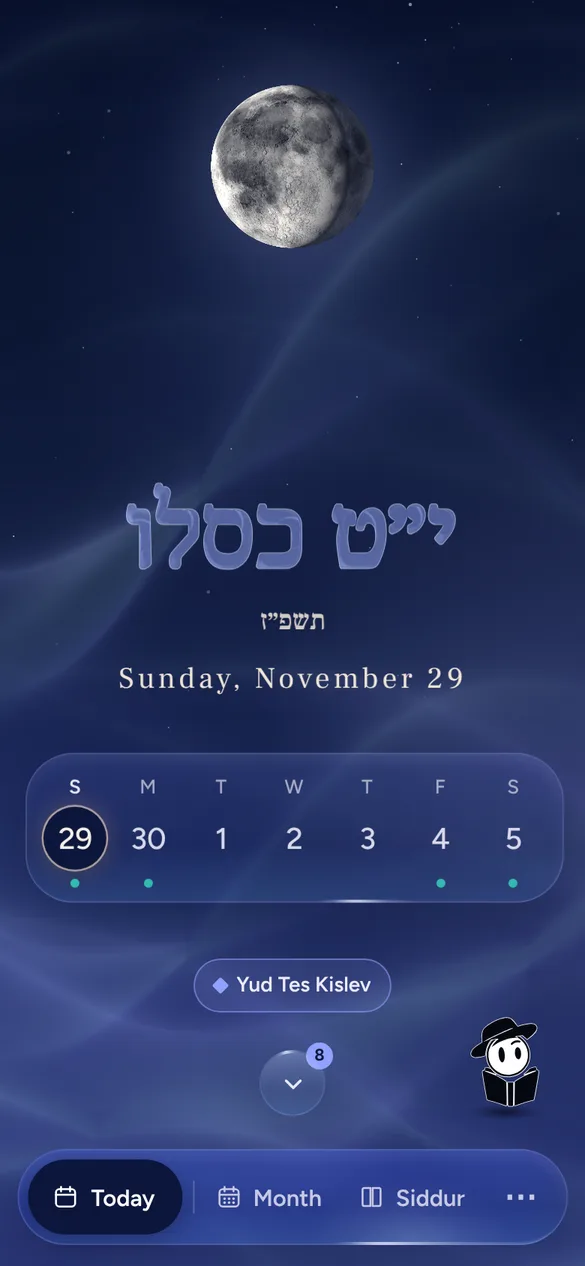 י״ט כסלו
תשפ״ז
Sunday, November 29
S M T W T F S
29 30 1 2 3 4 5
Yud Tes Kislev
8
Today Month Siddur